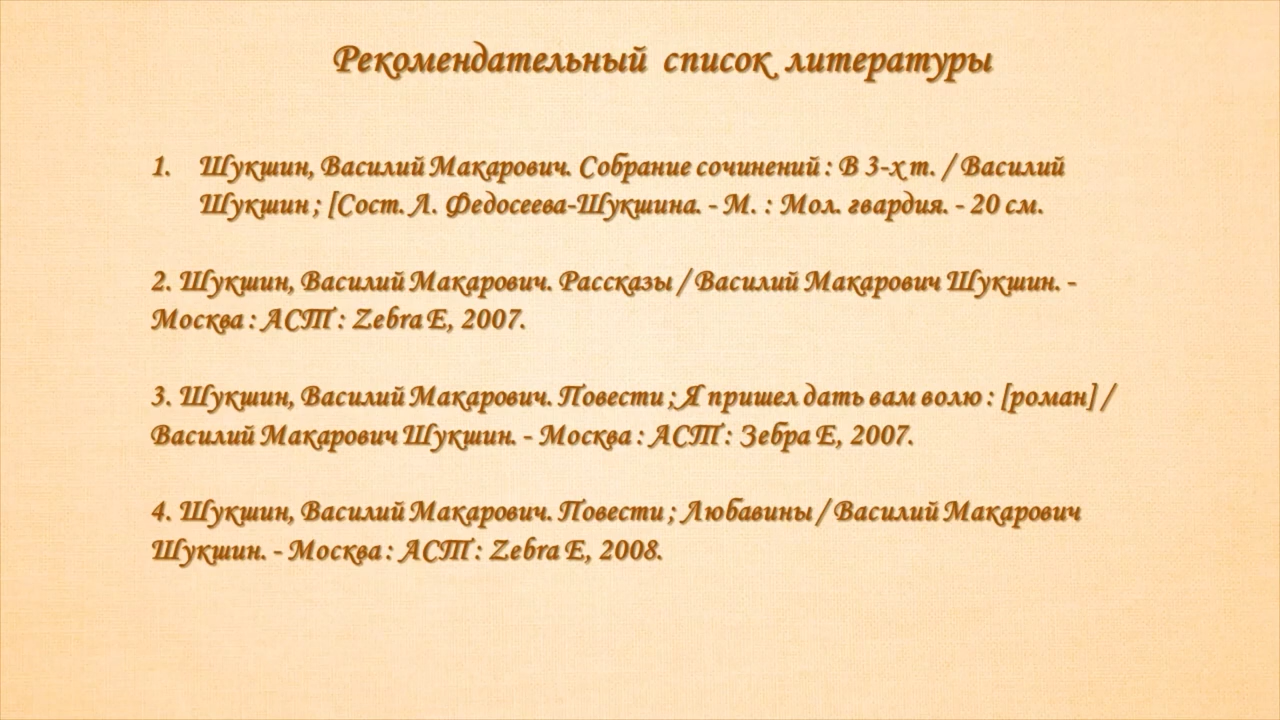 Рекомендательный список литературы
1. Шукшин, Василий Макарович. Собрание сочинений : В 3-х т. / Василий
Шукшин ; [Сост. Л. Федосеева-Шукшина. - М. : Мол. гвардия. - 20 см.
2. Шукшин, Василий Макарович. Рассказы / Василий Макарович Шукшин. -
Москва : АСТ : Zebra E, 2007.
3. Шукшин, Василий Макарович. Повести ; Я пришел дать вам волю : [роман] /
Василий Макарович Шукшин. - Москва : АСТ : Зебра Е, 2007.
4. Шукшин, Василий Макарович. Повести ; Любавины / Василий Макарович
Шукшин. - Москва : АСТ : Zebra E, 2008.